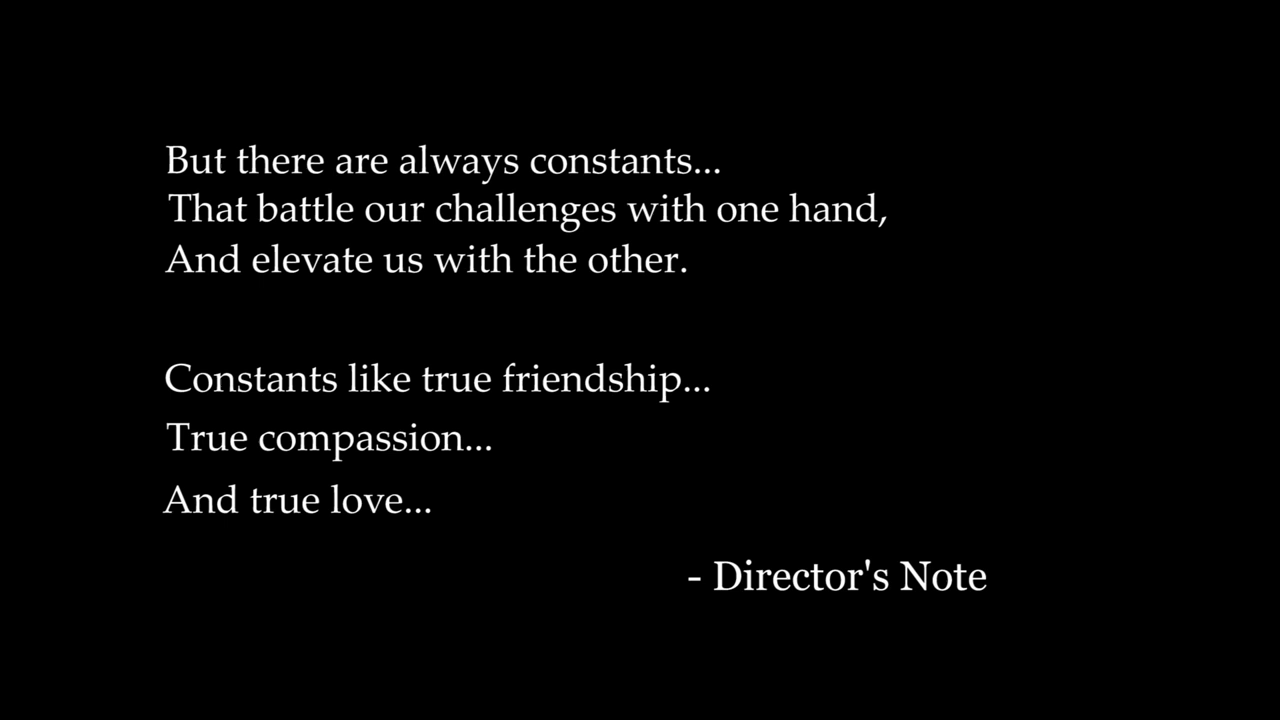 But there are always constants...
That battle our challenges with one hand,
And elevate us with the other.
Constants like true friendship...
True compassion...
And true love...
- Director's Note